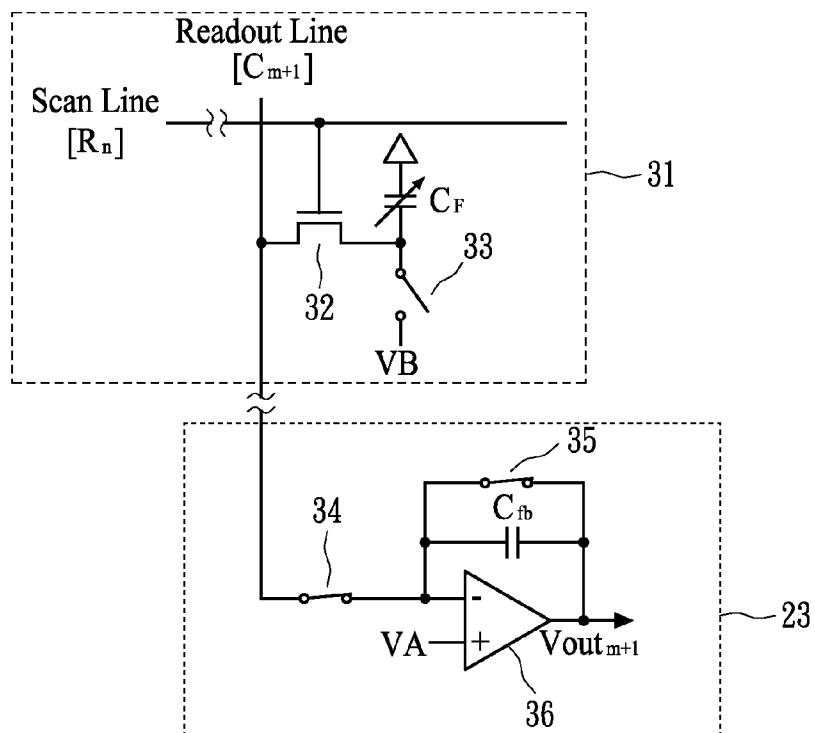 Readout Line
[Cm+1]
Scan Line
[Rn]
31
CF
33
32
VB
35
Cfb
34
-
23
VA
+
Voutm+1
36